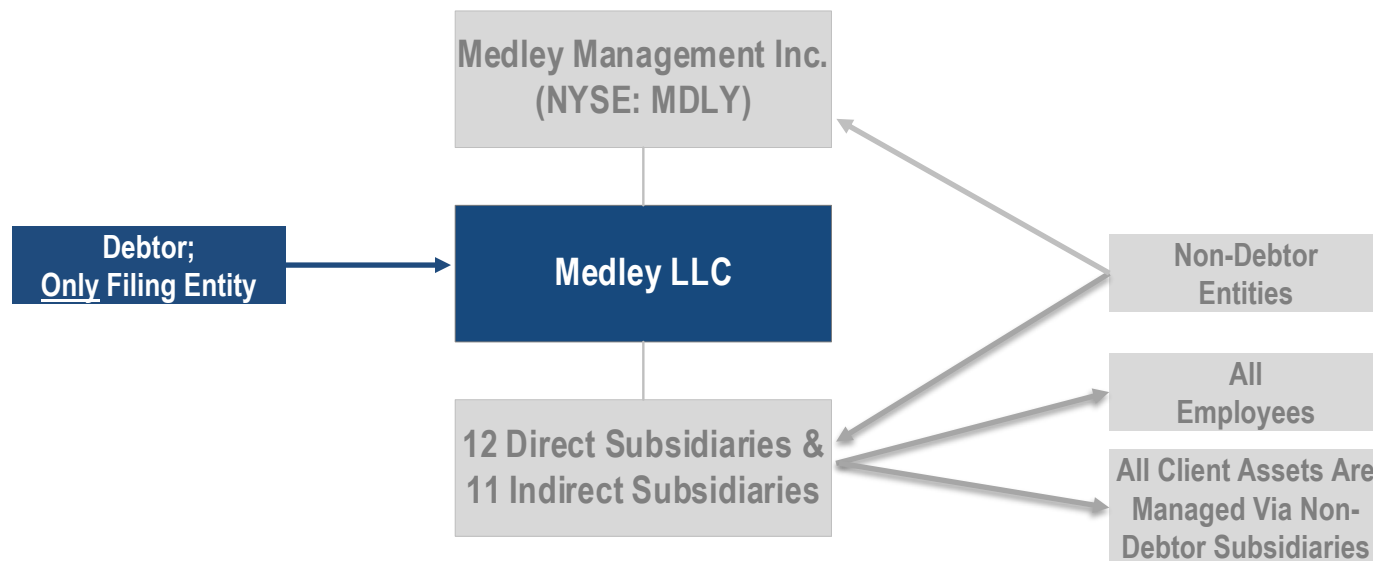 Medley Management Inc.
(NYSE: MDLY)
Debtor;
Only Filing Entity
Medley LLC
Non-Debtor
Entities
All
Employees
12 Direct Subsidiaries &
11 Indirect Subsidiaries
All Client Assets Are
Managed Via Non-
Debtor Subsidiaries